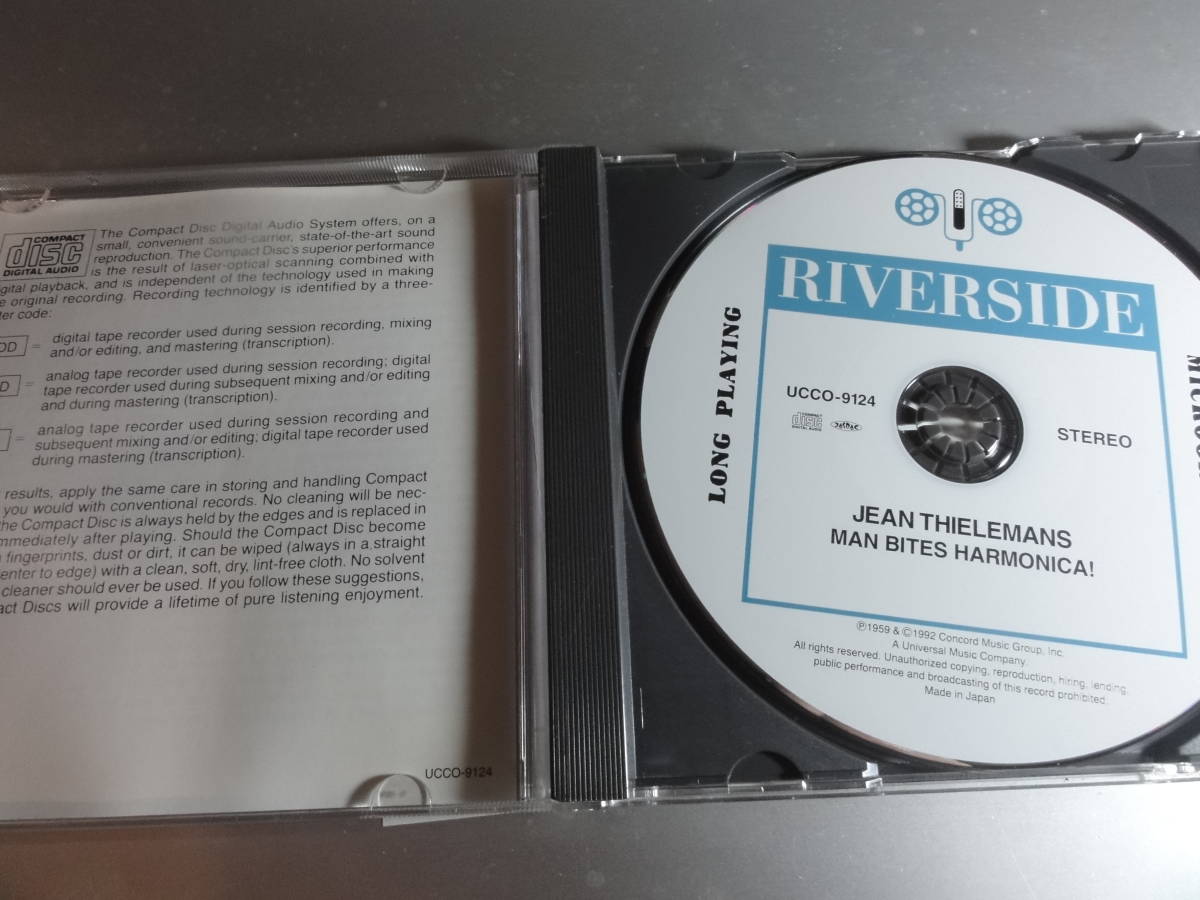 COMPACT
disc
DIGITAL AUDIO
The Compact Disc Digital Audio System offers, on a
small, convenient sound-carrier, state-of-the-art sound
reproduction. The Compact Disc's superior performance
is the result of laser-optical scanning combined with
playback, and is independent of the technology used in making
original recording. Recording technology is identified by a three-
code:
= digital tape recorder used during session recording, mixing
and/or editing, and mastering (transcription).
= analog tape recorder used during session recording; digital
tape recorder used during subsequent mixing and/or editing
and during mastering (transcription).
= analog tape recorder used during session recording and
subsequent mixing and/or editing; digital tape recorder used
during mastering (transcription).
results, apply the same care in storing and handling Compact
you would with conventional records. No cleaning will be nec-
the Compact Disc is always held by the edges and is replaced in
immediately after playing. Should the Compact Disc become
fingerprints, dust or dirt, it can be wiped (always in a straight
center to edge) with a clean, soft, dry, lint-free cloth. No solvent
cleaner should ever be used. If you follow these suggestions,
Discs will provide a lifetime of pure listening enjoyment.
UCCO-9124
RIVERSIDE
LONG PLAYING
UCCO-9124
COMPACT
disc
DIGITAL AUDIO
STEREO
JEAN THIELEMANS
MAN BITES HARMONICA!
℗1959 & ©1992 Concord Music Group, Inc.
A Universal Music Company
All rights reserved. Unauthorized copying, reproduction, hiring, lending,
public performance and broadcasting of this record prohibited.
Made in Japan